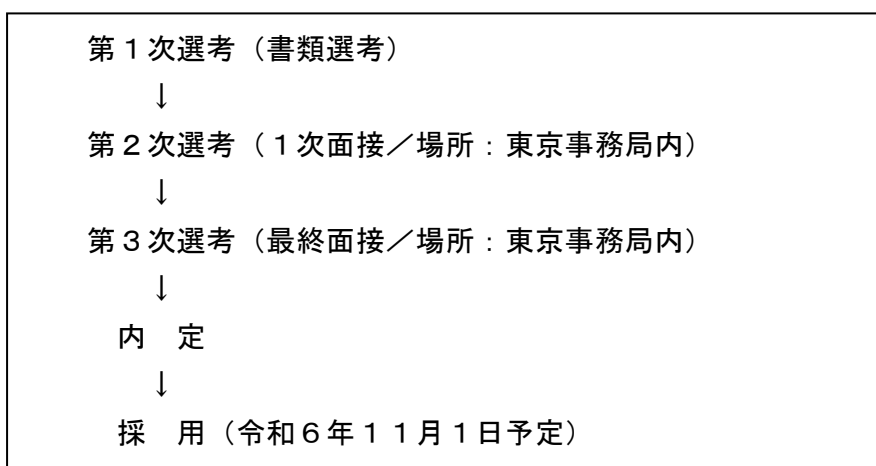 第１次選考（書類選考）
↓
第２次選考（１次面接／場所：東京事務局内）
↓
第３次選考（最終面接／場所：東京事務局内）
↓
内　定
↓
採　用（令和６年１１月１日予定）